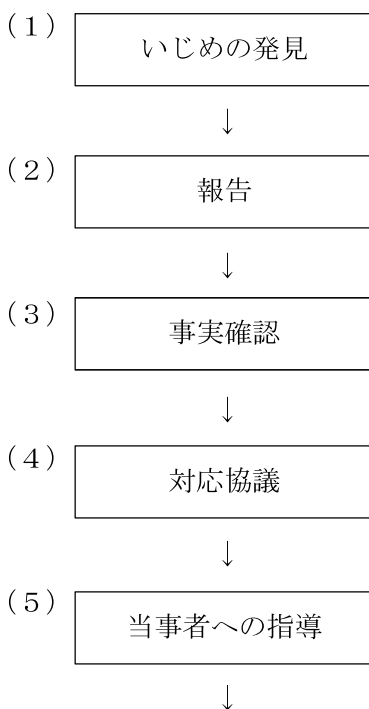 (1) いじめの発見
↓
(2) 報告
↓
(3) 事実確認
↓
(4) 対応協議
↓
(5) 当事者への指導
↓